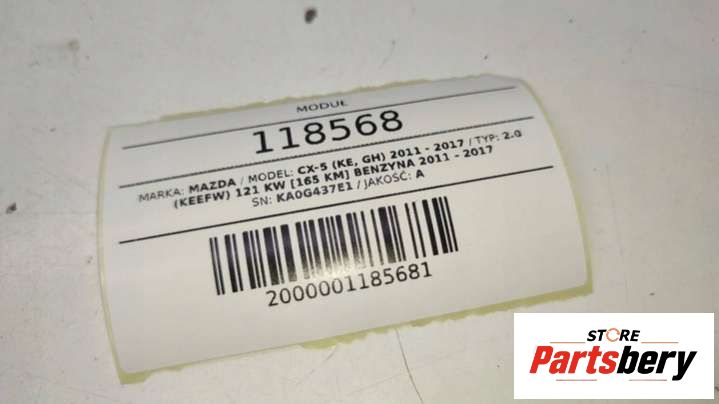 MODUŁ
118568
MARKA: MAZDA / MODEL: CX-5 (KE, GH) 2011 - 2017 / TYP: 2.0
(KEEFW) 121 KW [165 KM] BENZYNA 2011 - 2017
SN: KA0G437E1 / JAKOŚĆ: A
2000001185681
STORE
Partsbery